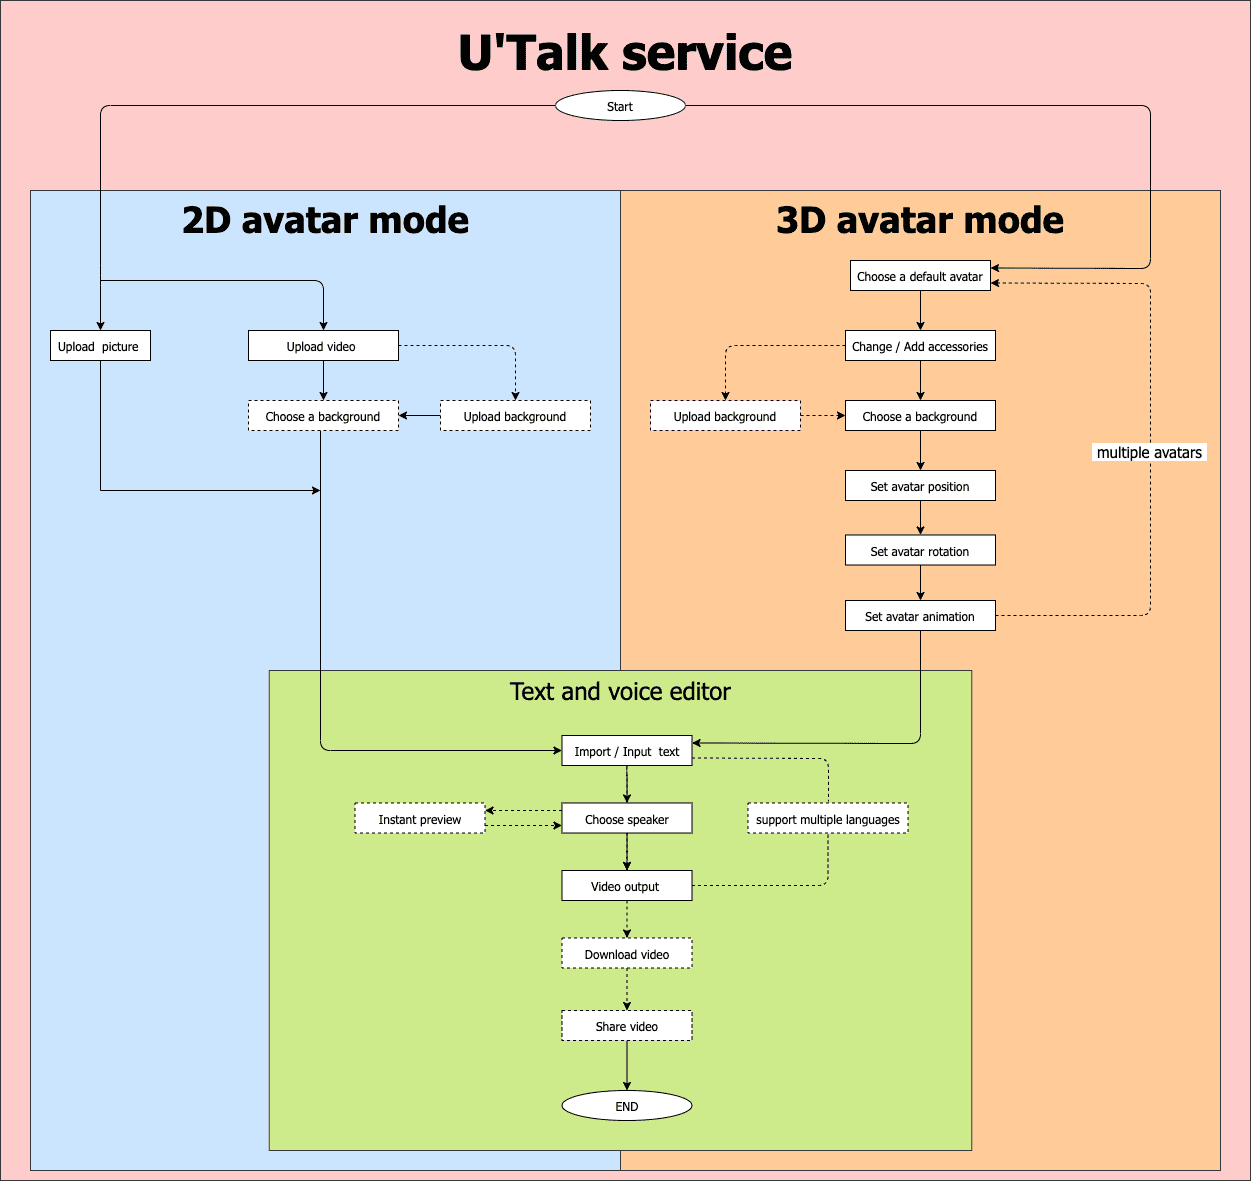 U'Talk service
Start
2D avatar mode
3D avatar mode
Choose a default avatar
Upload picture
Upload video
Change / Add accessories
Choose a background
Upload background
Upload background
Choose a background
multiple avatars
Set avatar position
Set avatar rotation
Set avatar animation
Text and voice editor
Import / Input text
Instant preview
Choose speaker
support multiple languages
Video output
Download video
Share video
END